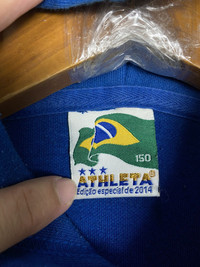 150
ATHLETA®
Edição especial de 2014